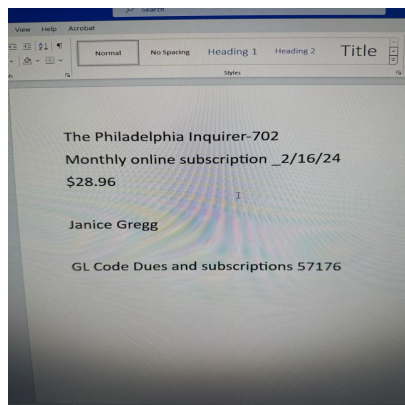 Search
View Help Acrobat
Normal No Spacing Heading 1 Heading 2 Title
Styles
The Philadelphia Inquirer-702
Monthly online subscription _2/16/24
$28.96
Janice Gregg
GL Code Dues and subscriptions 57176